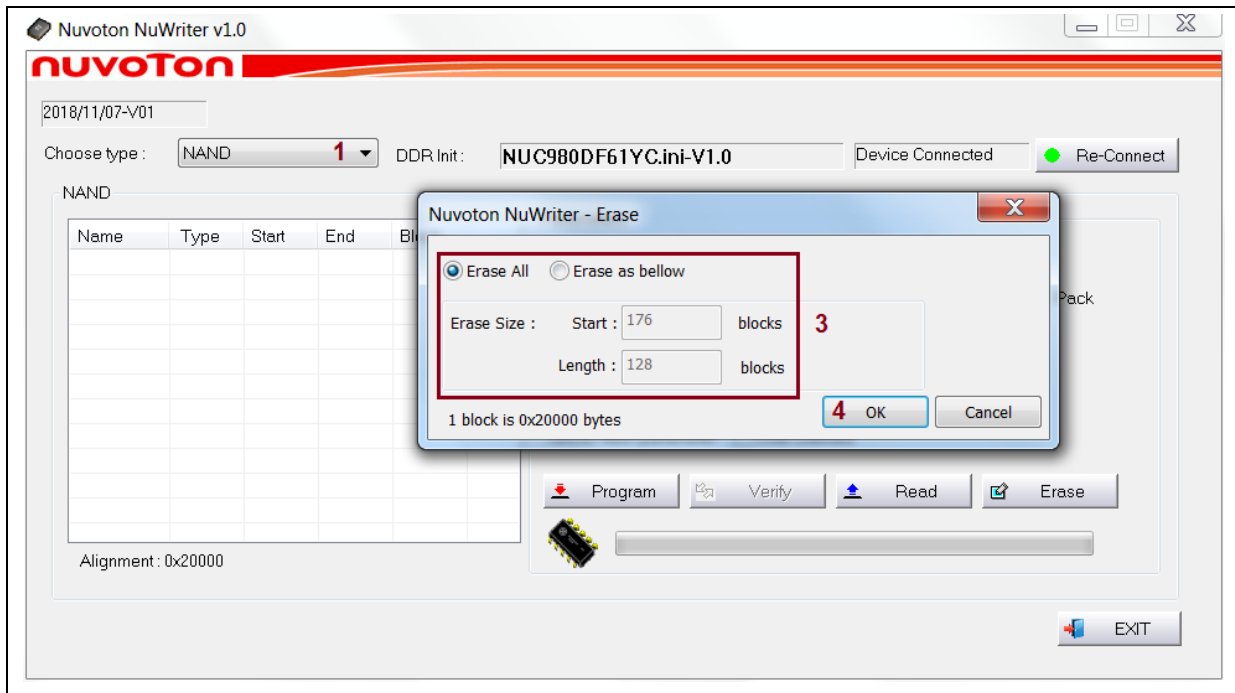 Nuvoton NuWriter v1.0
nuvoTon
2018/11/07-V01
Choose type : NAND 1 DDR Init : NUC980DF61YC.ini-V1.0 Device Connected Re-Connect
NAND
Name Type Start End
Nuvoton NuWriter - Erase
Erase All Erase as bellow
Erase Size : Start : 176 blocks 3
Length : 128 blocks
1 block is 0x20000 bytes
4 OK Cancel
Pack
Program Verify Read Erase
Alignment : 0x20000
EXIT